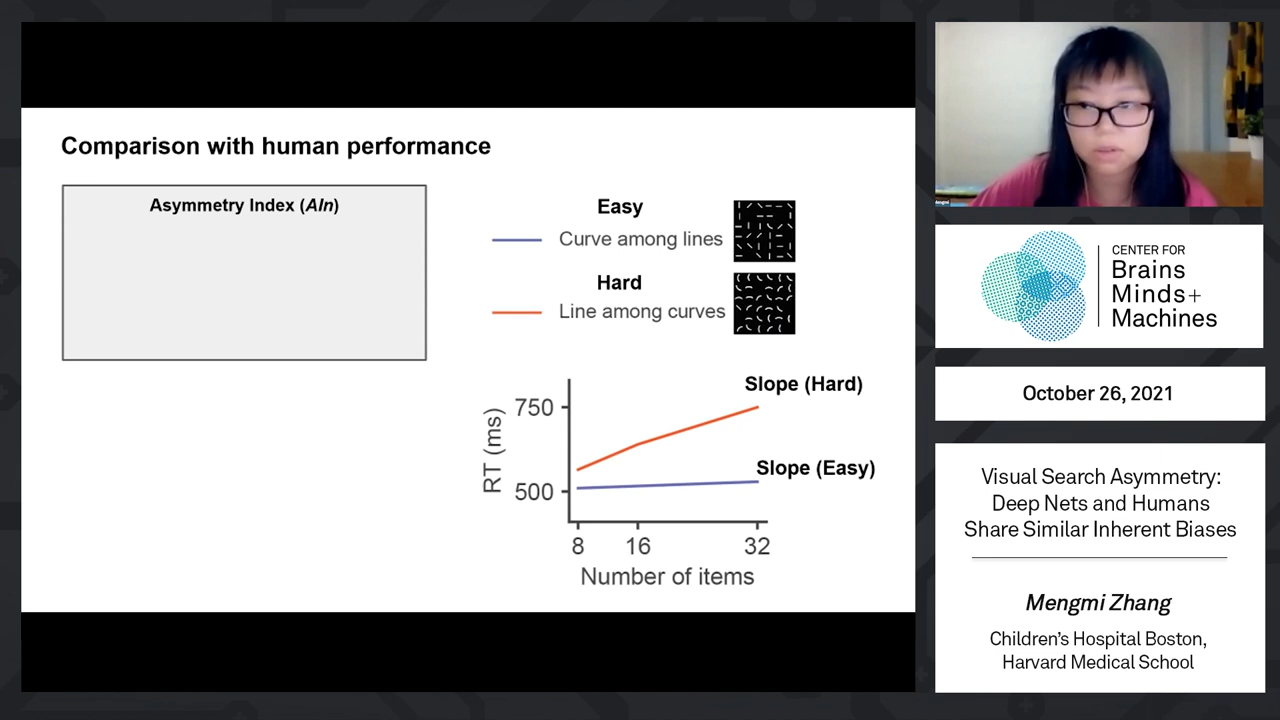 Comparison with human performance
Asymmetry Index (AIn)
Easy
Curve among lines
Hard
Line among curves
Slope (Hard)
750
RT (ms)
Slope (Easy)
500
8 16 32
Number of items
CENTER FOR
Brains
Minds+
Machines
October 26, 2021
Visual Search Asymmetry:
Deep Nets and Humans
Share Similar Inherent Biases
Mengmi Zhang
Children's Hospital Boston,
Harvard Medical School